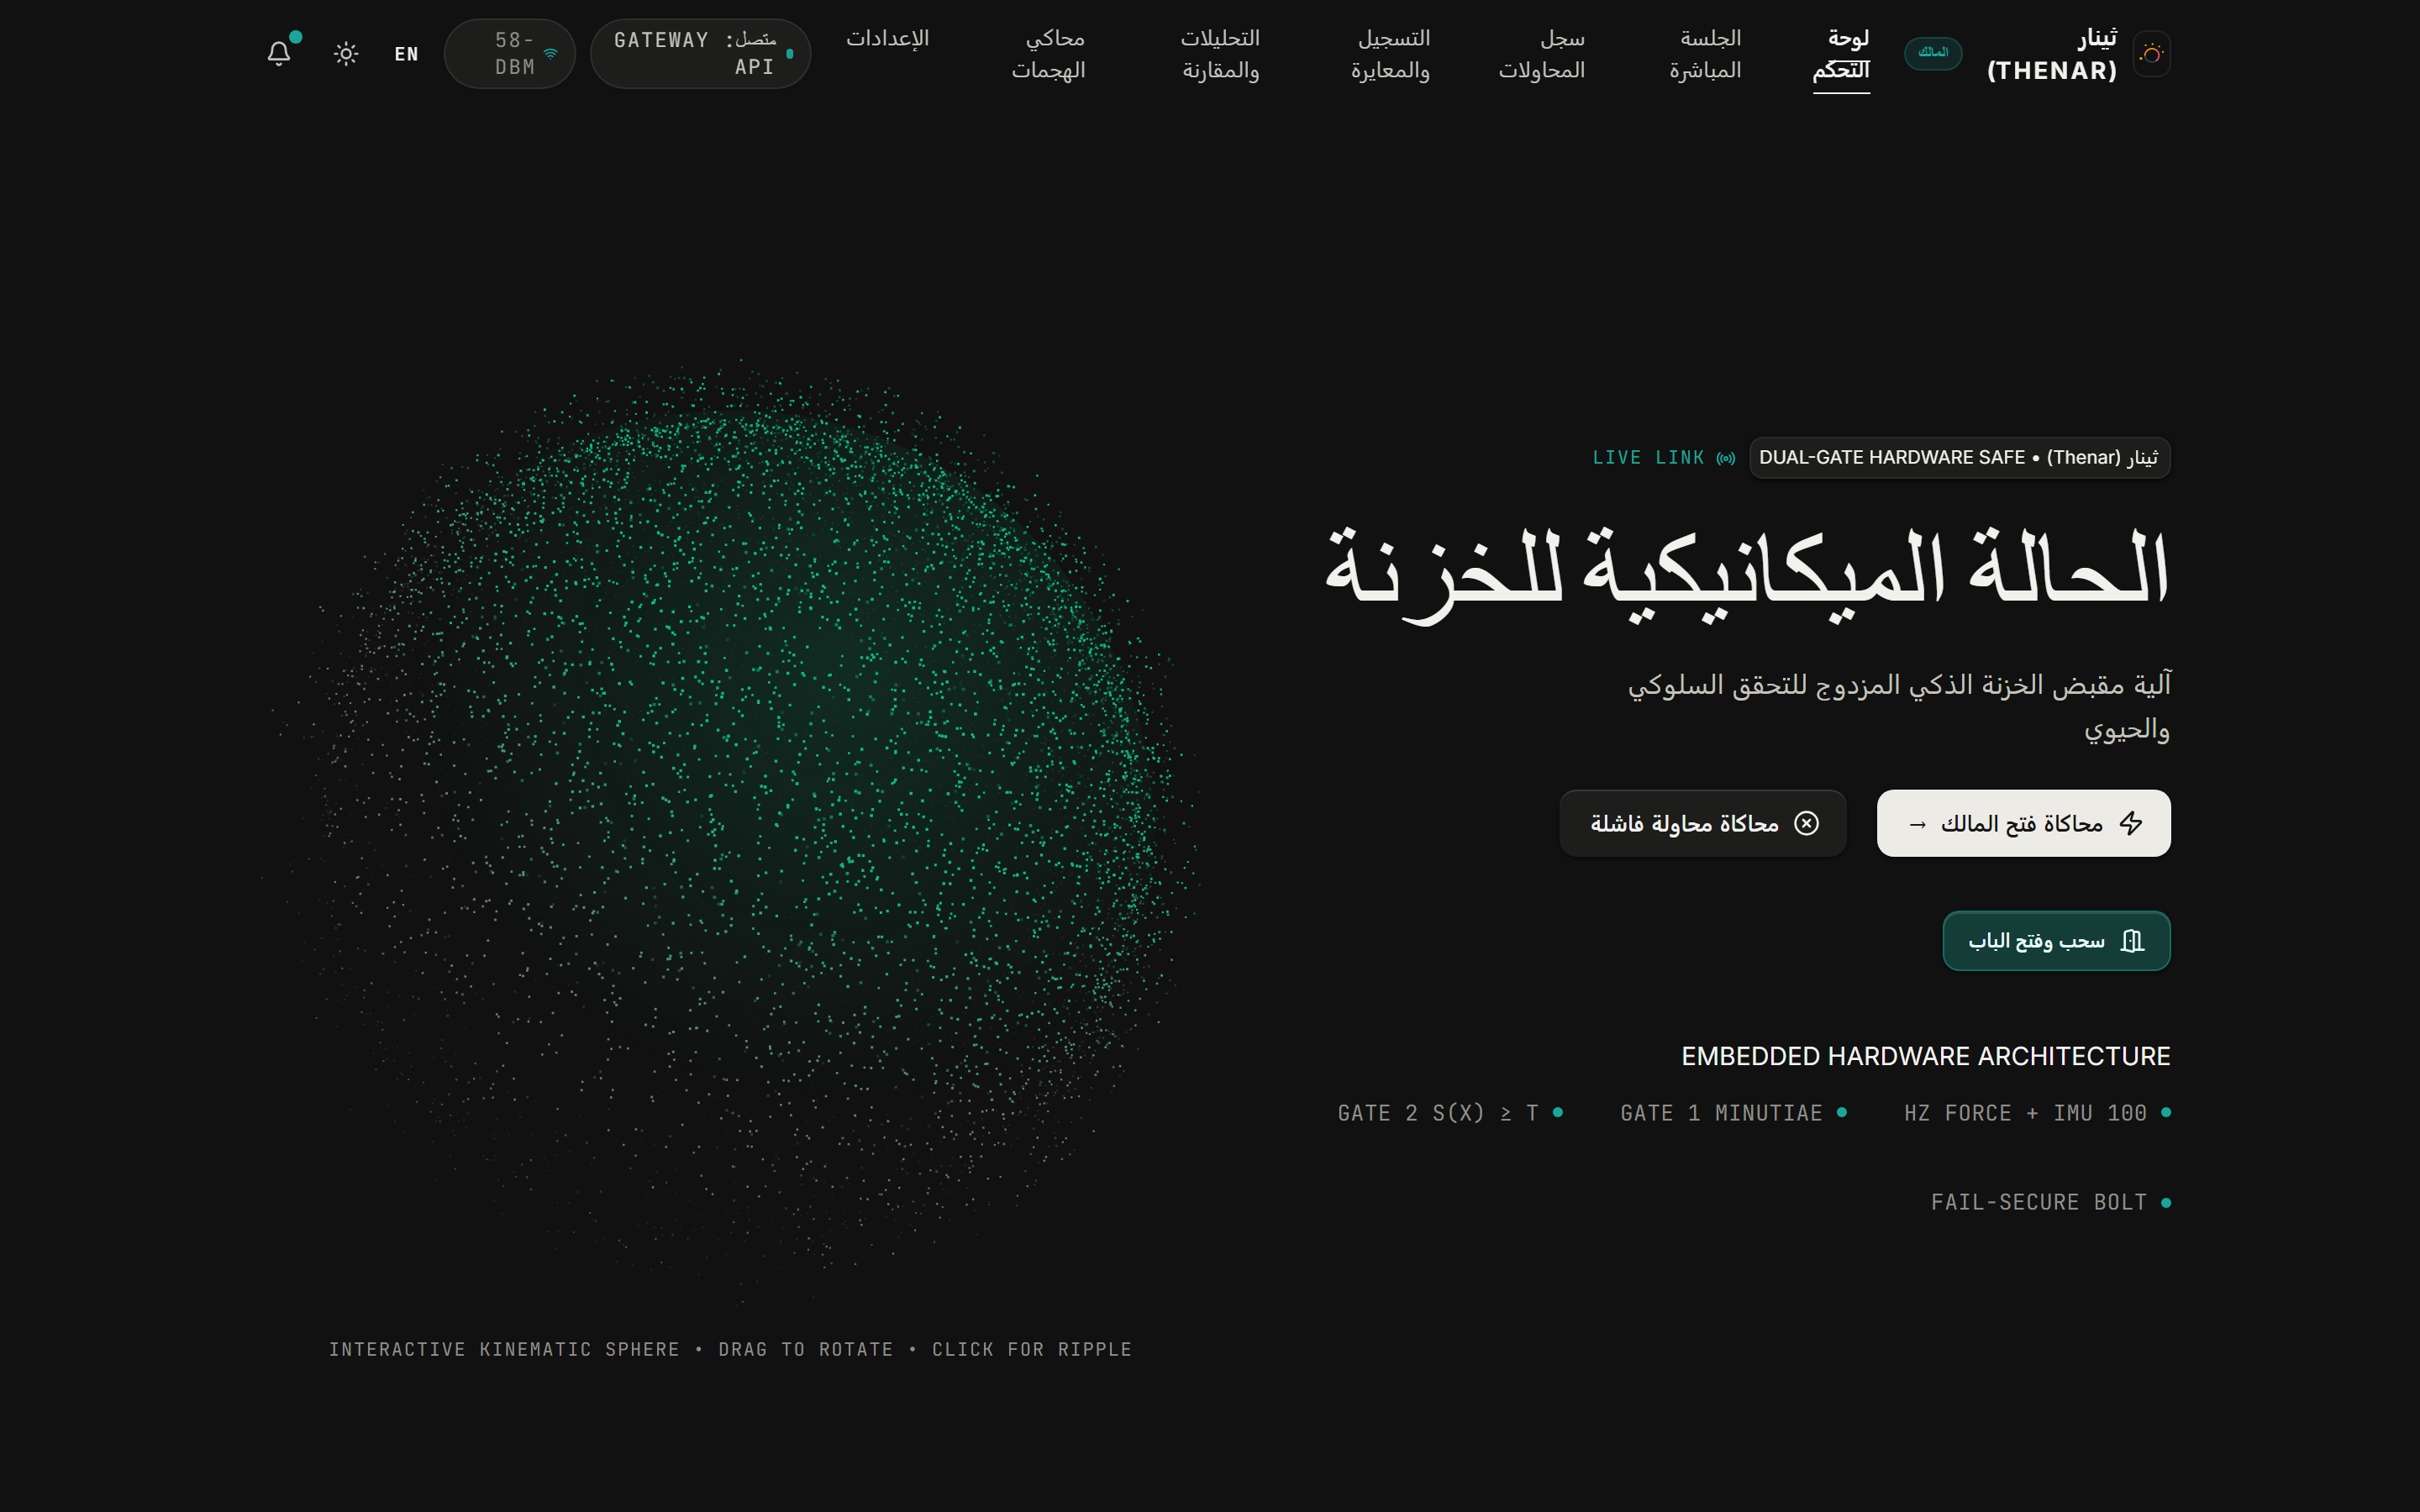 ثينار
(THENAR)
المالك
لوحة
التحكم
الجلسة
المباشرة
سجل
المحاولات
التسجيل
والمعايرة
التحليلات
والمقارنة
محاكي
الهجمات
الإعدادات
متصل: GATEWAY
API
58-
DBM
EN
ثينار (Thenar) • DUAL-GATE HARDWARE SAFE
LIVE LINK
الحالة الميكانيكية للخزنة
آلية مقبض الخزنة الذكي المزدوج للتحقق السلوكي
والحيوي
محاكاة فتح المالك →
محاكاة محاولة فاشلة
سحب وفتح الباب
EMBEDDED HARDWARE ARCHITECTURE
HZ FORCE + IMU 100
GATE 1 MINUTIAE
GATE 2 S(X) ≥ T
FAIL-SECURE BOLT
INTERACTIVE KINEMATIC SPHERE • DRAG TO ROTATE • CLICK FOR RIPPLE